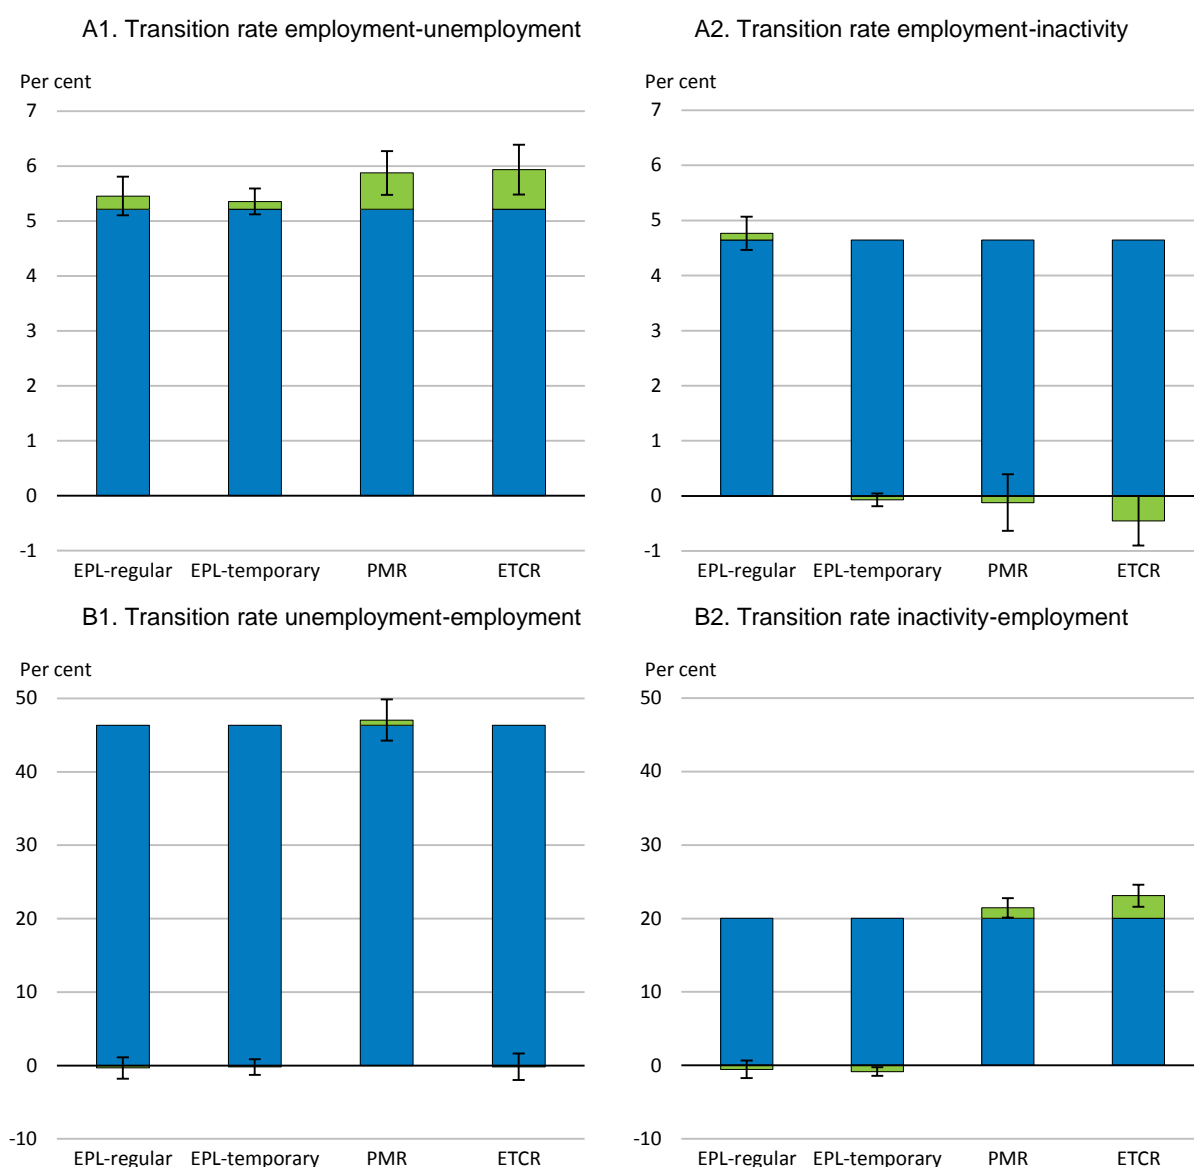 A1. Transition rate employment-unemployment
A2. Transition rate employment-inactivity
Per cent
7
6
5
4
3
2
1
0
-1
EPL-regular EPL-temporary PMR ETCR
Per cent
7
6
5
4
3
2
1
0
-1
EPL-regular EPL-temporary PMR ETCR
B1. Transition rate unemployment-employment
B2. Transition rate inactivity-employment
Per cent
50
40
30
20
10
0
-10
EPL-regular EPL-temporary PMR ETCR
Per cent
50
40
30
20
10
0
-10
EPL-regular EPL-temporary PMR ETCR